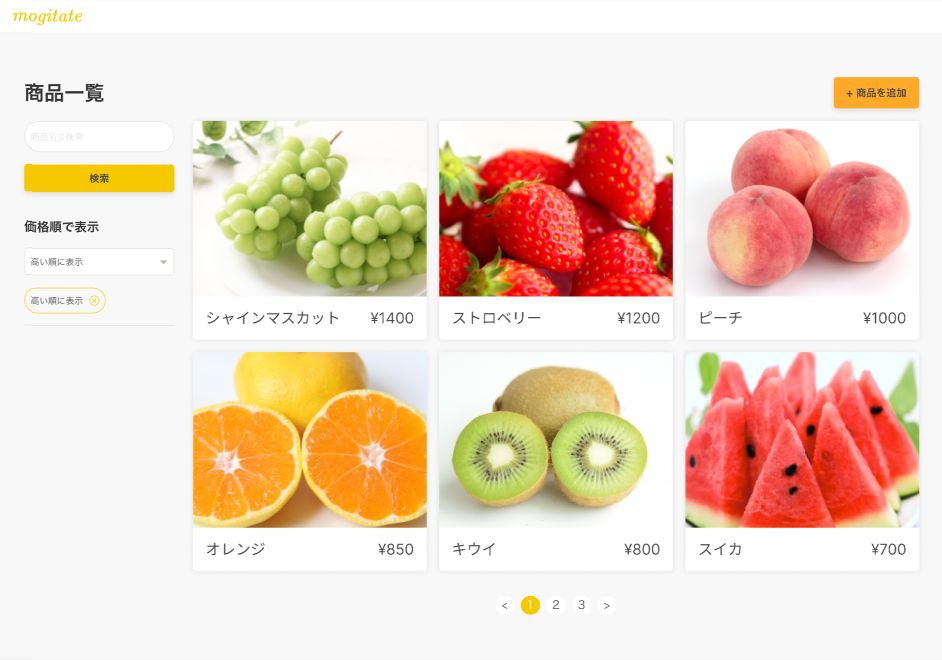 mogitate
商品一覧
+ 商品を追加
商品名で検索
検索
価格順で表示
高い順に表示
高い順に表示
シャインマスカット ¥1400
ストロベリー ¥1200
ピーチ ¥1000
オレンジ ¥850
キウイ ¥800
スイカ ¥700
< 1 2 3 >